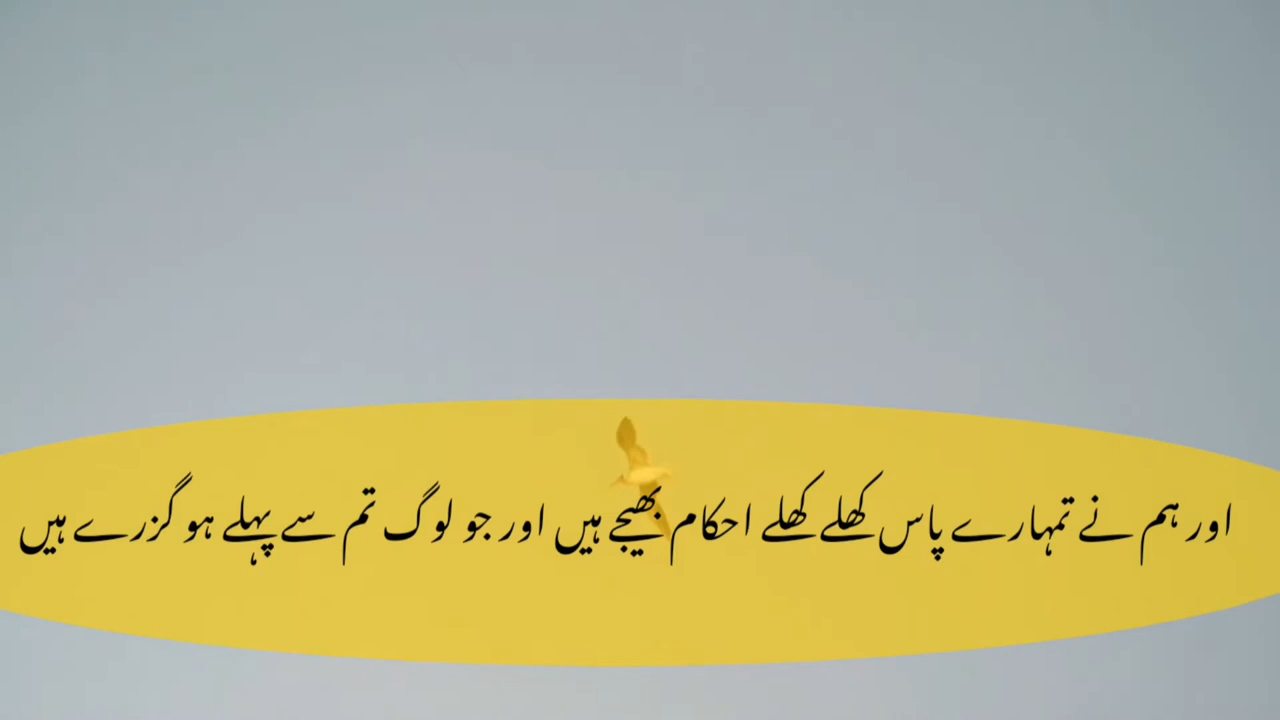 اور ہم نے تمہارے پاس کھلے کھلے احکام بھیجے ہیں اور جو لوگ تم سے پہلے ہو گزرے ہیں